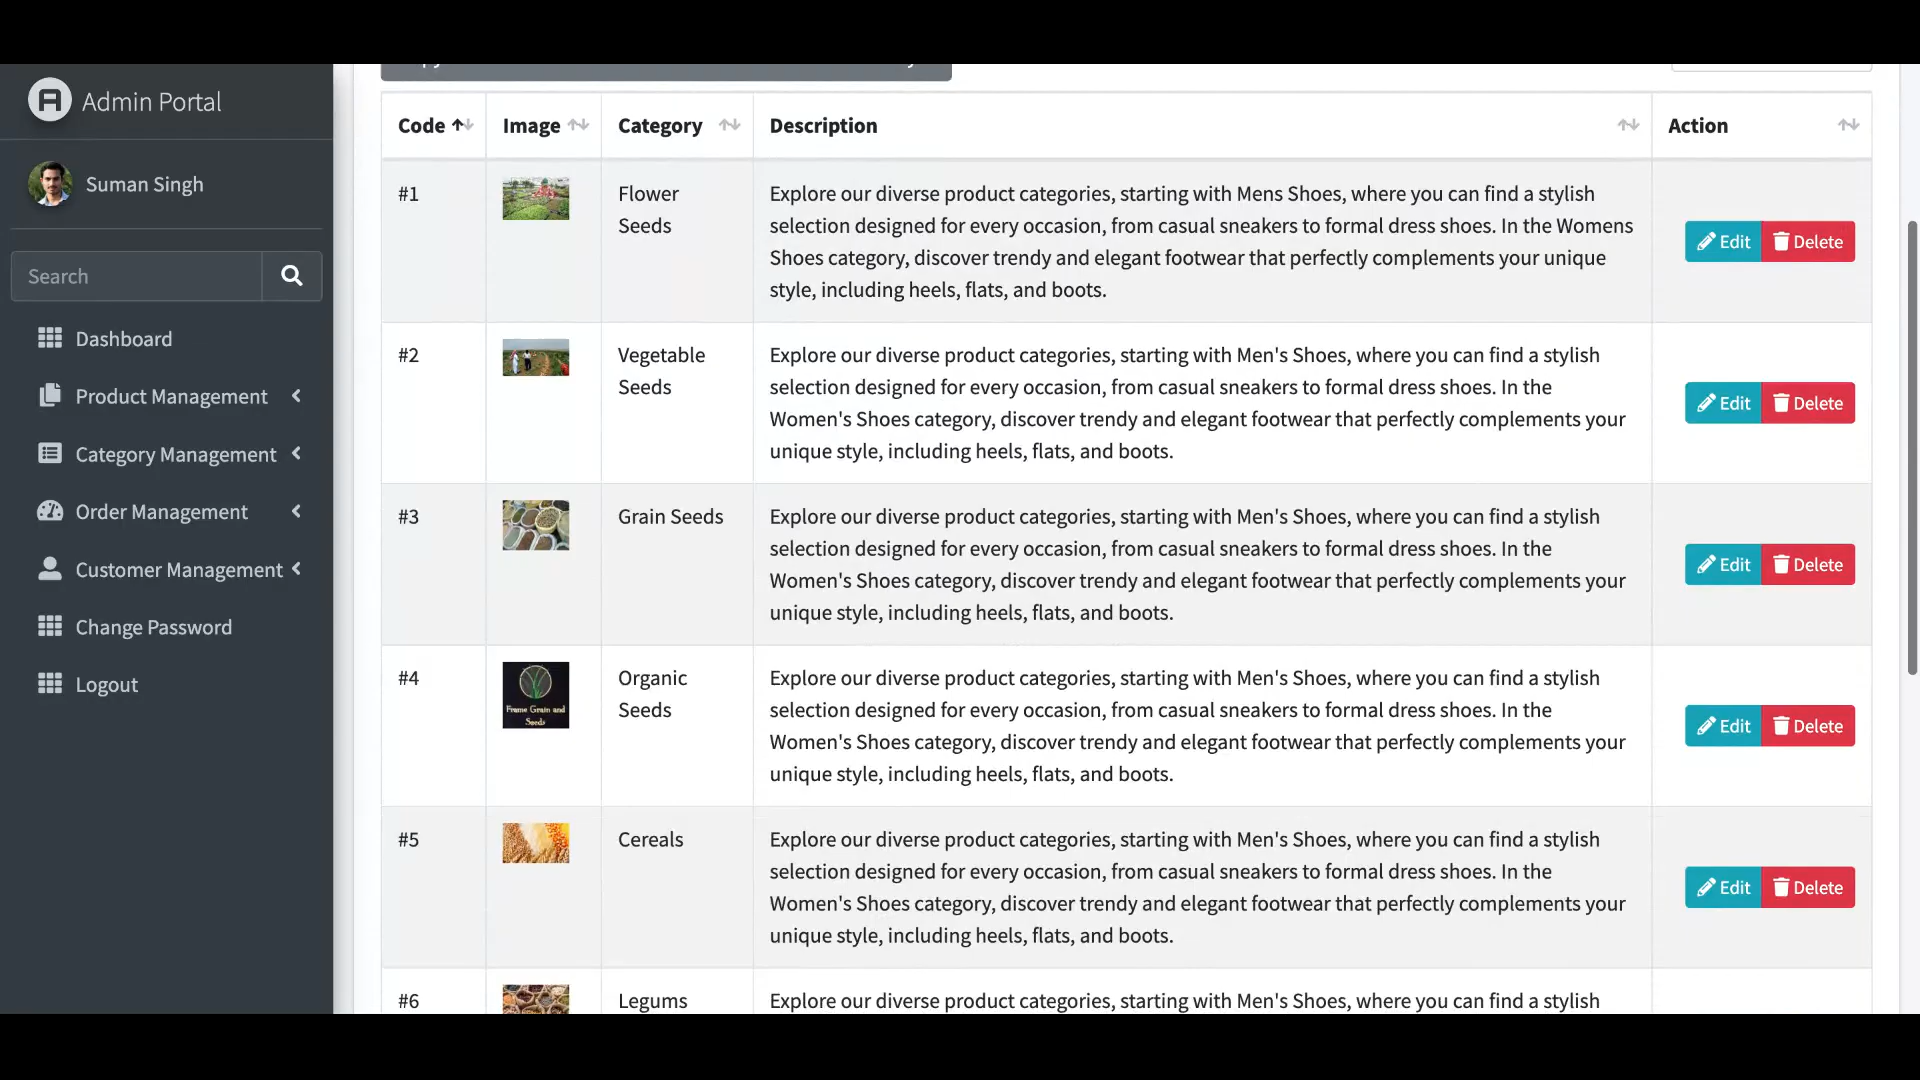 Admin Portal
Suman Singh
Search
Dashboard
Product Management
Category Management
Order Management
Customer Management
Change Password
Logout
Code Image Category Description Action
#1 Flower Seeds Explore our diverse product categories, starting with Mens Shoes, where you can find a stylish
selection designed for every occasion, from casual sneakers to formal dress shoes. In the Womens
Shoes category, discover trendy and elegant footwear that perfectly complements your unique
style, including heels, flats, and boots.
Edit Delete
#2 Vegetable Seeds Explore our diverse product categories, starting with Men's Shoes, where you can find a stylish
selection designed for every occasion, from casual sneakers to formal dress shoes. In the
Women's Shoes category, discover trendy and elegant footwear that perfectly complements your
unique style, including heels, flats, and boots.
Edit Delete
#3 Grain Seeds Explore our diverse product categories, starting with Men's Shoes, where you can find a stylish
selection designed for every occasion, from casual sneakers to formal dress shoes. In the
Women's Shoes category, discover trendy and elegant footwear that perfectly complements your
unique style, including heels, flats, and boots.
Edit Delete
#4 Frame Grain and Seeds Organic Seeds Explore our diverse product categories, starting with Men's Shoes, where you can find a stylish
selection designed for every occasion, from casual sneakers to formal dress shoes. In the
Women's Shoes category, discover trendy and elegant footwear that perfectly complements your
unique style, including heels, flats, and boots.
Edit Delete
#5 Cereals Explore our diverse product categories, starting with Men's Shoes, where you can find a stylish
selection designed for every occasion, from casual sneakers to formal dress shoes. In the
Women's Shoes category, discover trendy and elegant footwear that perfectly complements your
unique style, including heels, flats, and boots.
Edit Delete
#6 Legums Explore our diverse product categories, starting with Men's Shoes, where you can find a stylish